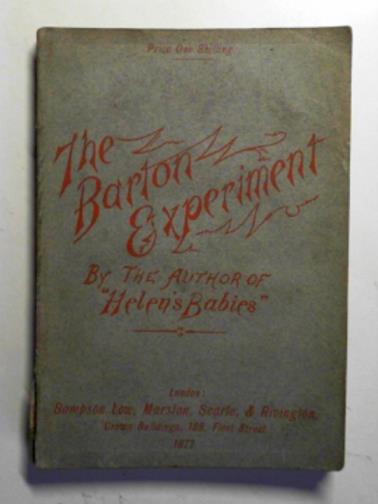 Price One Shilling
The
Barton
Experiment
By The Author of
"Helen's Babies"
London:
Sampson Low, Marston, Searle, & Rivington,
Crown Buildings, 188, Fleet Street
1877